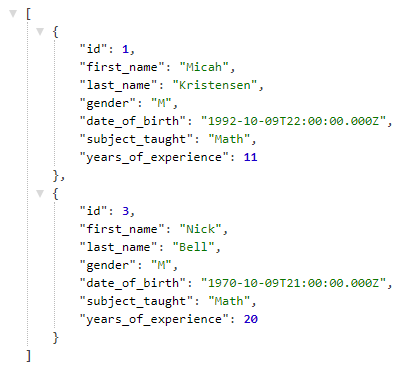 [
{
"id": 1,
"first_name": "Micah",
"last_name": "Kristensen",
"gender": "M",
"date_of_birth": "1992-10-09T22:00:00.000Z",
"subject_taught": "Math",
"years_of_experience": 11
},
{
"id": 3,
"first_name": "Nick",
"last_name": "Bell",
"gender": "M",
"date_of_birth": "1970-10-09T21:00:00.000Z",
"subject_taught": "Math",
"years_of_experience": 20
}
]